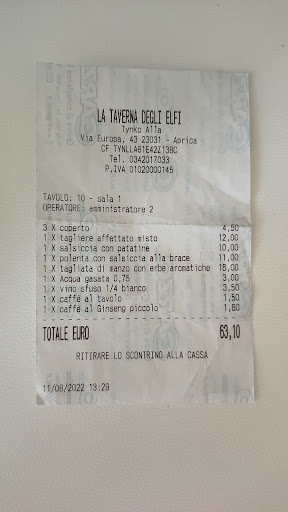 LA TAVERNA DEGLI ELFI
Tynko Alla
Via Europa, 43 23031 - Aprica
CF TYNLLA61E42Z138C
Tel. 0342017033
P.IVA 01020000145
TAVOLO: 10 - sala 1
OPERATORE: amministratore 2
3 X coperto 4,50
1 X tagliere affettato misto 12,00
1 X salsiccia con patatine 10,00
1 X polenta con salsiccia alla brace 11,00
1 X tagliata di manzo con erbe aromatiche 16,00
1 X Acqua gasata 0,75 3,00
1 X vino sfuso 1/4 bianco 3,50
1 X caffè al tavolo 1,50
1 X caffè al Ginseng piccolo 1,60
TOTALE EURO 63,10
RITIRARE LO SCONTRINO ALLA CASSA
11/08/2022 13:29